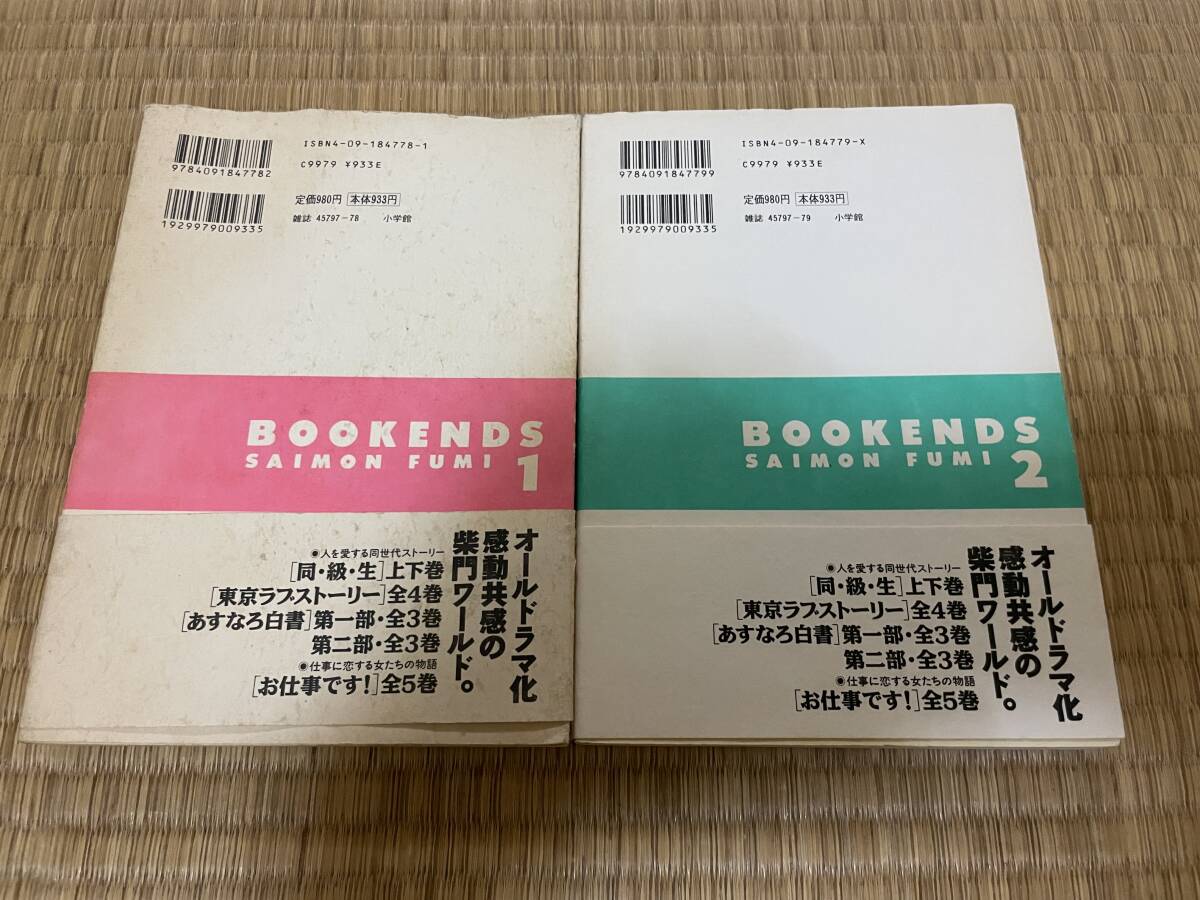 ISBN4-09-184778-1
9784091847782
C9979 ¥933E
定価980円 本体933円
1929979009335
雑誌 45797-78 小学館
BOOKENDS
SAIMON FUMI 1
オールドラマ化
感動共感の
柴門ワールド。
●人を愛する同世代ストーリー
[同・級・生]上下巻
[東京ラブストーリー]全4巻
[あすなろ白書]第一部・全3巻
第二部・全3巻
●仕事に恋する女たちの物語
[お仕事です!]全5巻
ISBN4-09-184779-X
9784091847799
C9979 ¥933E
定価980円 本体933円
1929979009335
雑誌 45797-79 小学館
BOOKENDS
SAIMON FUMI 2
オールドラマ化
感動共感の
柴門ワールド。
●人を愛する同世代ストーリー
[同・級・生]上下巻
[東京ラブストーリー]全4巻
[あすなろ白書]第一部・全3巻
第二部・全3巻
●仕事に恋する女たちの物語
[お仕事です!]全5巻